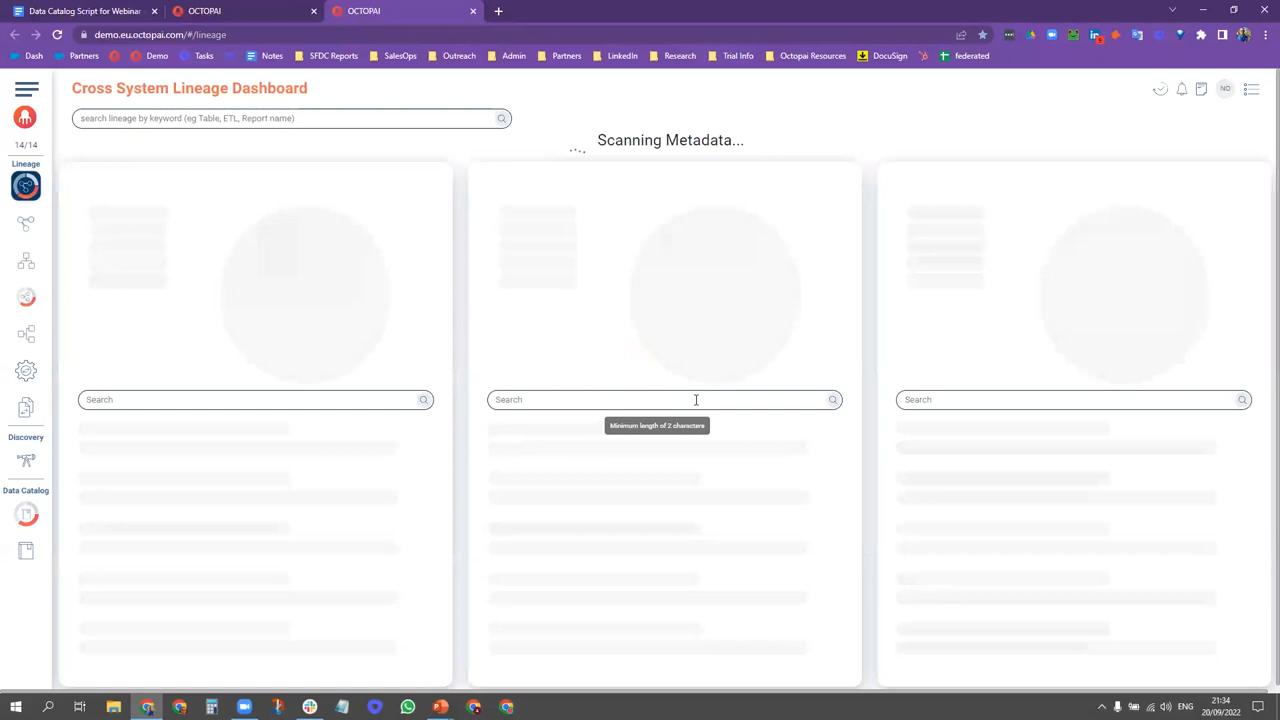 Data Catalog Script for Webinar
OCTOPAI
OCTOPAI
demo.eu.octopai.com/#/lineage
Dash
Partners
Demo
Tasks
Notes
SFDC Reports
SalesOps
Outreach
Admin
Partners
LinkedIn
Research
Trial Info
Octopai Resources
DocuSign
federated
Cross System Lineage Dashboard
NO
search lineage by keyword (eg Table, ETL, Report name)
Scanning Metadata...
14/14
Lineage
Search
Search
Search
Minimum length of 2 characters
Discovery
Data Catalog
ENG
21:34
20/09/2022